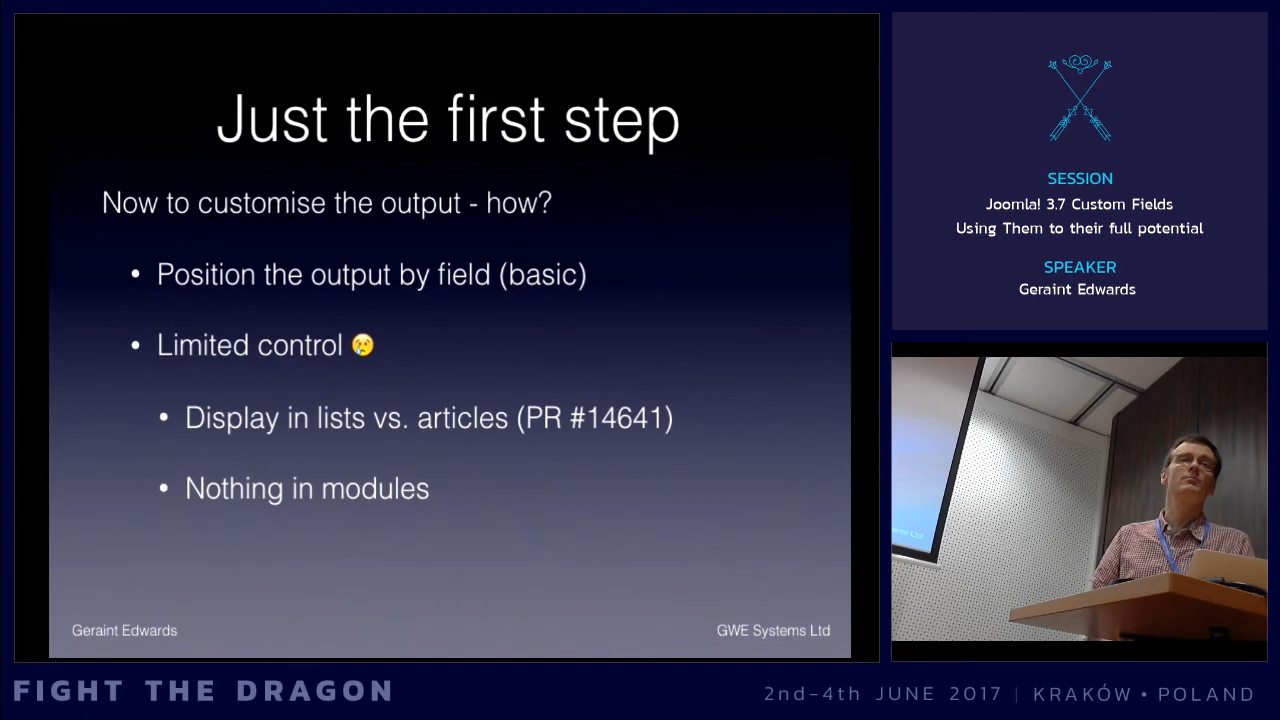 Just the first step
Now to customise the output - how?
• Position the output by field (basic)
• Limited control 😢
• Display in lists vs. articles (PR #14641)
• Nothing in modules
Geraint Edwards
GWE Systems Ltd
SESSION
Joomla! 3.7 Custom Fields
Using Them to their full potential
SPEAKER
Geraint Edwards
FIGHT THE DRAGON
2nd-4th JUNE 2017 | KRAKÓW • POLAND